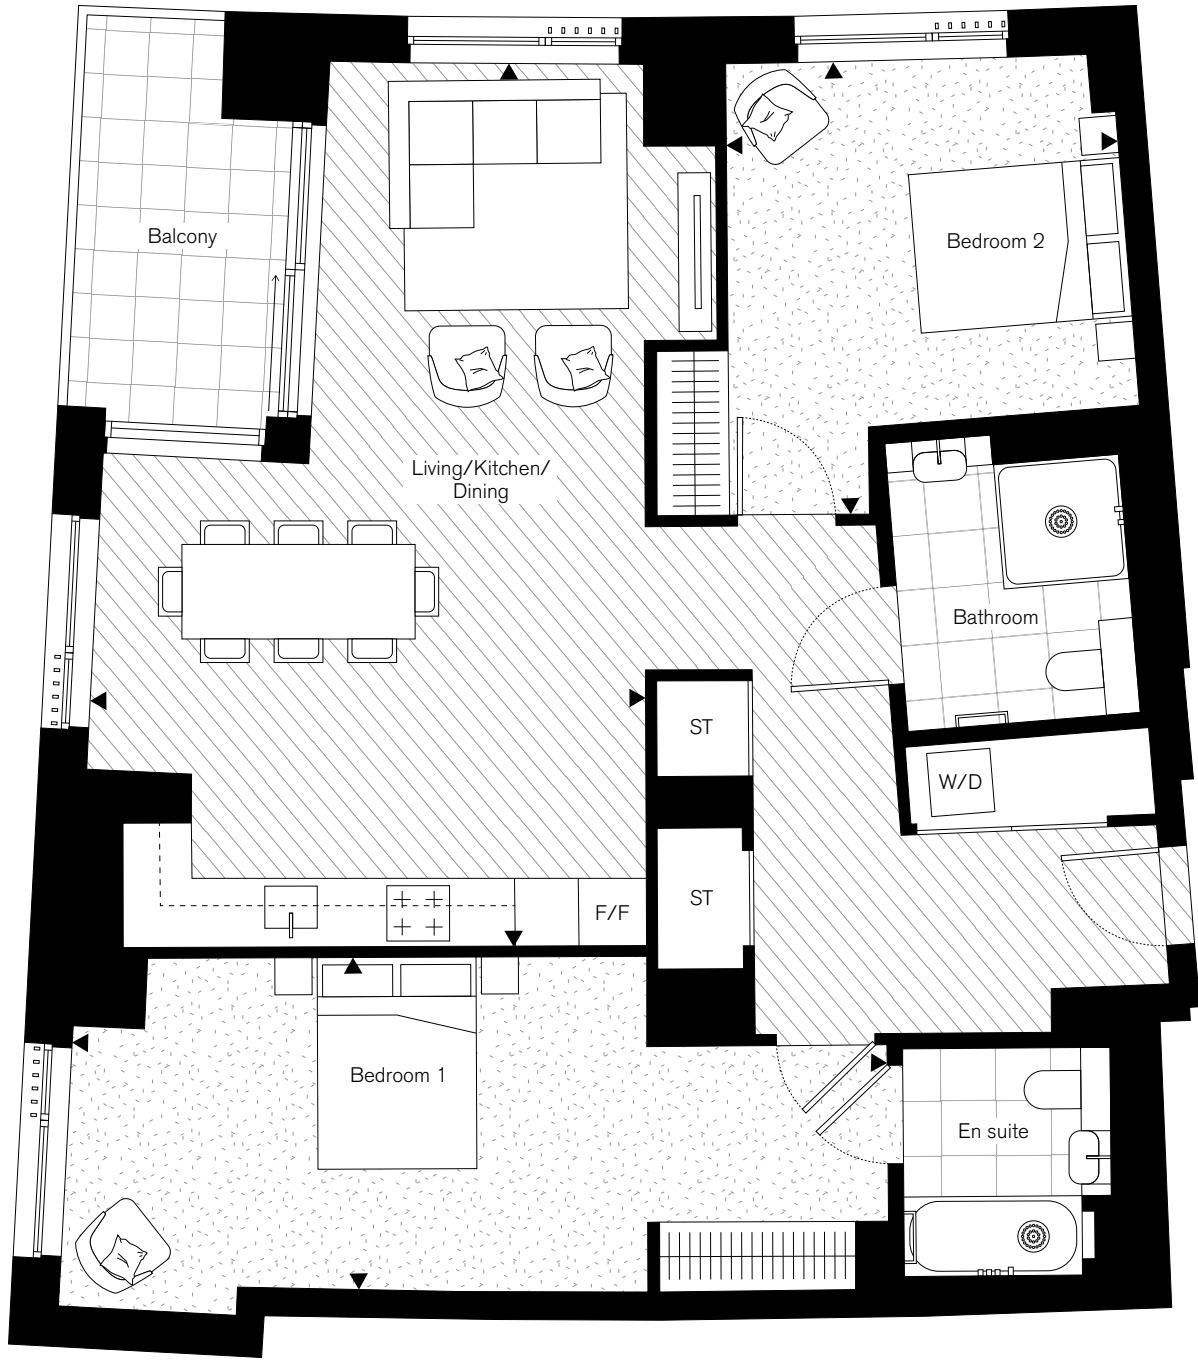 Balcony
Bedroom 2
Living/Kitchen/
Dining
Bathroom
ST
W/D
ST
F/F
Bedroom 1
En suite